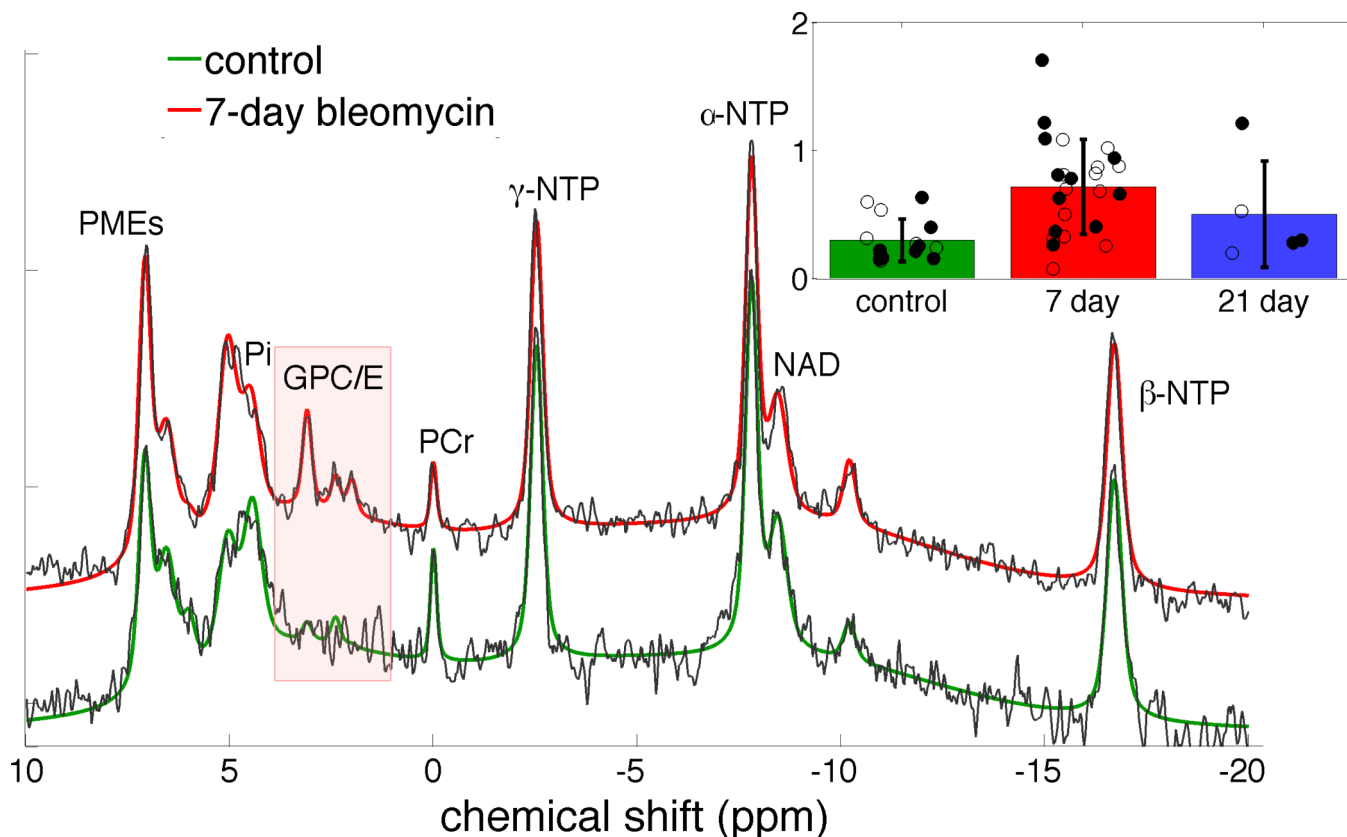 control
7-day bleomycin
PMEs
Pi
GPC/E
PCr
γ-NTP
α-NTP
NAD
β-NTP
10 5 0 -5 -10 -15 -20
chemical shift (ppm)
2
1
0
control 7 day 21 day